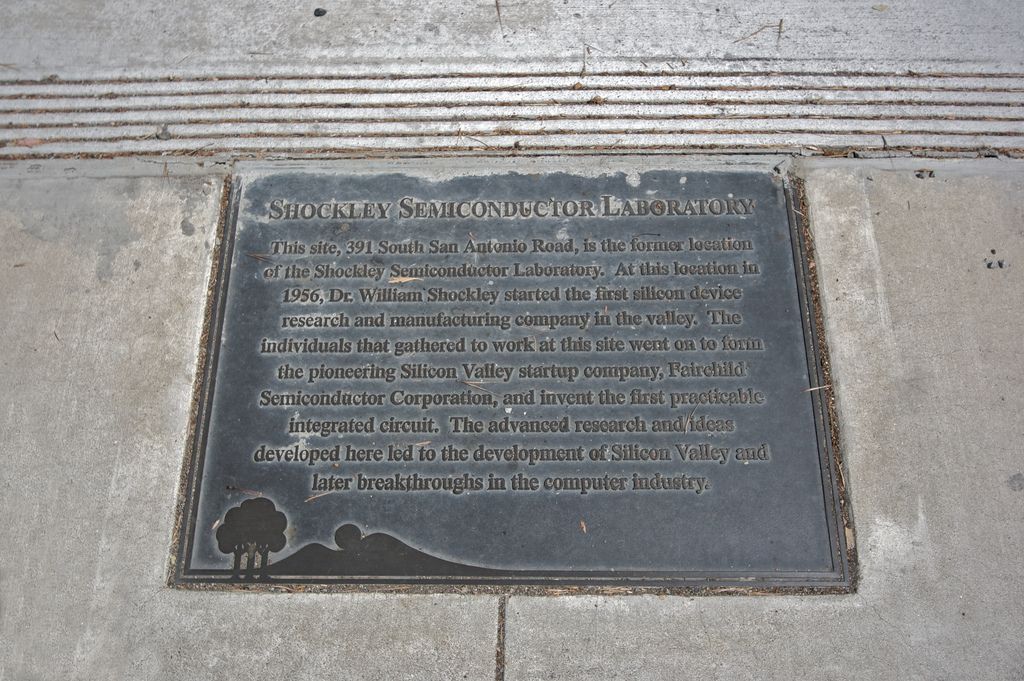 SHOCKLEY SEMICONDUCTOR LABORATORY
This site, 391 South San Antonio Road, is the former location
of the Shockley Semiconductor Laboratory. At this location in
1956, Dr. William Shockley started the first silicon device
research and manufacturing company in the valley. The
individuals that gathered to work at this site went on to form
the pioneering Silicon Valley startup company, Fairchild
Semiconductor Corporation, and invent the first practicable
integrated circuit. The advanced research and ideas
developed here led to the development of Silicon Valley and
later breakthroughs in the computer industry.